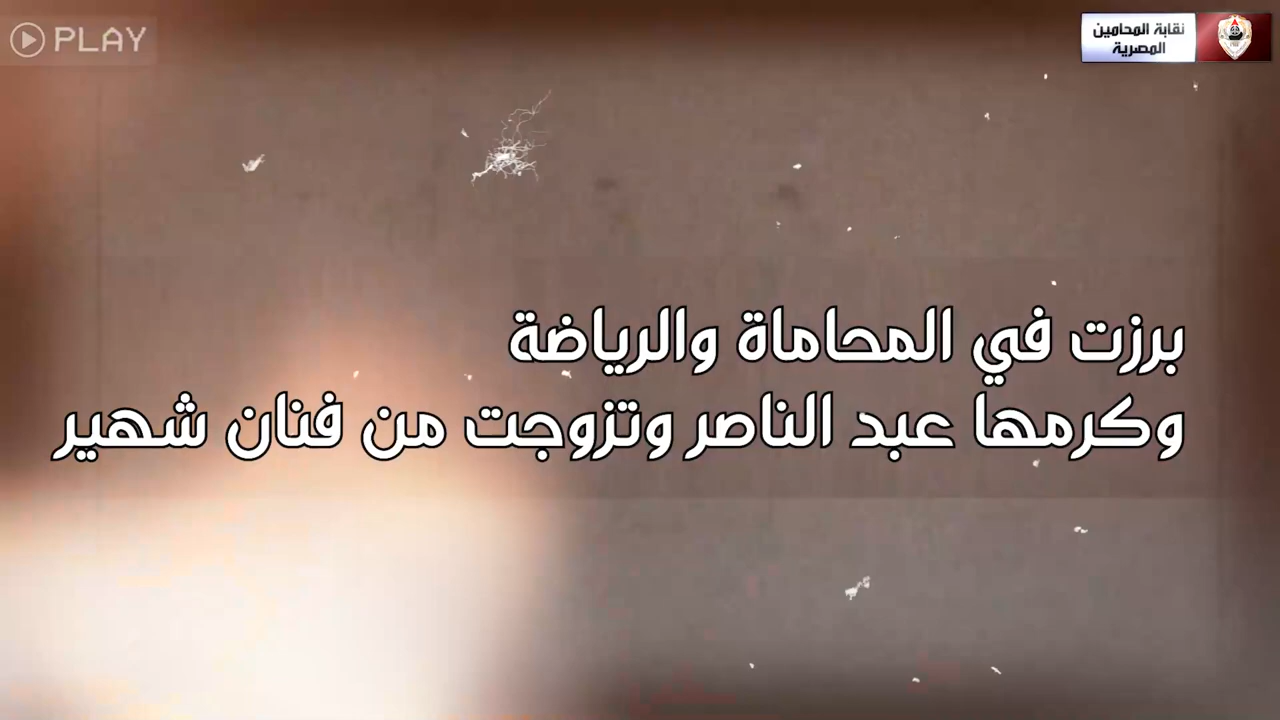 PLAY
نقابة المحامين
المصرية
برزت في المحاماة والرياضة
وكرمها عبد الناصر وتزوجت من فنان شهير